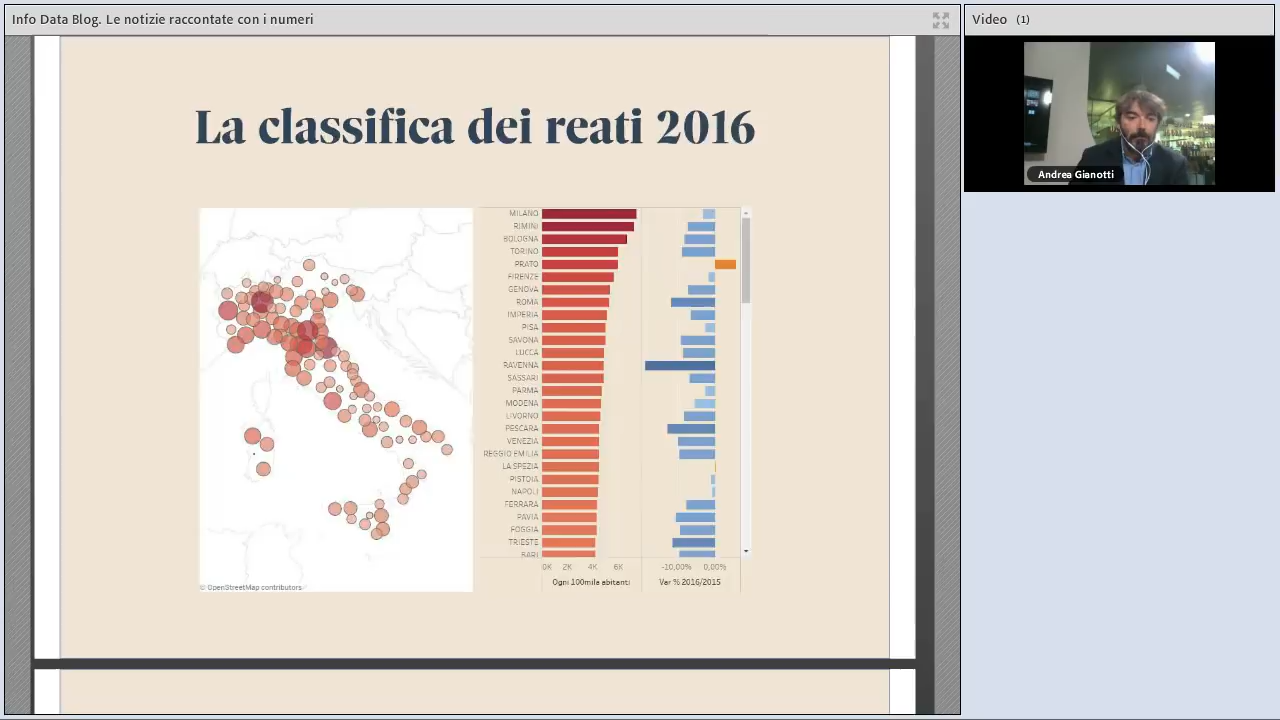 Info Data Blog. Le notizie raccontate con i numeri
Video (1)
Andrea Gianotti
La classifica dei reati 2016
MILANO
RIMINI
BOLOGNA
TORINO
PRATO
FIRENZE
GENOVA
ROMA
IMPERIA
PISA
SAVONA
LUCCA
RAVENNA
SASSARI
PARMA
MODENA
LIVORNO
PESCARA
VENEZIA
REGGIO EMILIA
LA SPEZIA
PISTOIA
NAPOLI
FERRARA
PAVIA
FOGGIA
TRIESTE
BARI
0K 2K 4K 6K -10,00% 0,00%
Ogni 100mila abitanti Var % 2016/2015
© OpenStreetMap contributors